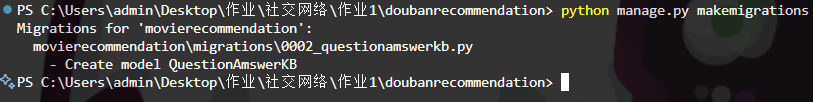 PS C:\Users\admin\Desktop\作业\社交网络\作业1\doubanrecommendation> python manage.py makemigrations
Migrations for 'movierecommendation':
  movierecommendation\migrations\0002_questionamswerkb.py
    - Create model QuestionAmswerKB
PS C:\Users\admin\Desktop\作业\社交网络\作业1\doubanrecommendation>